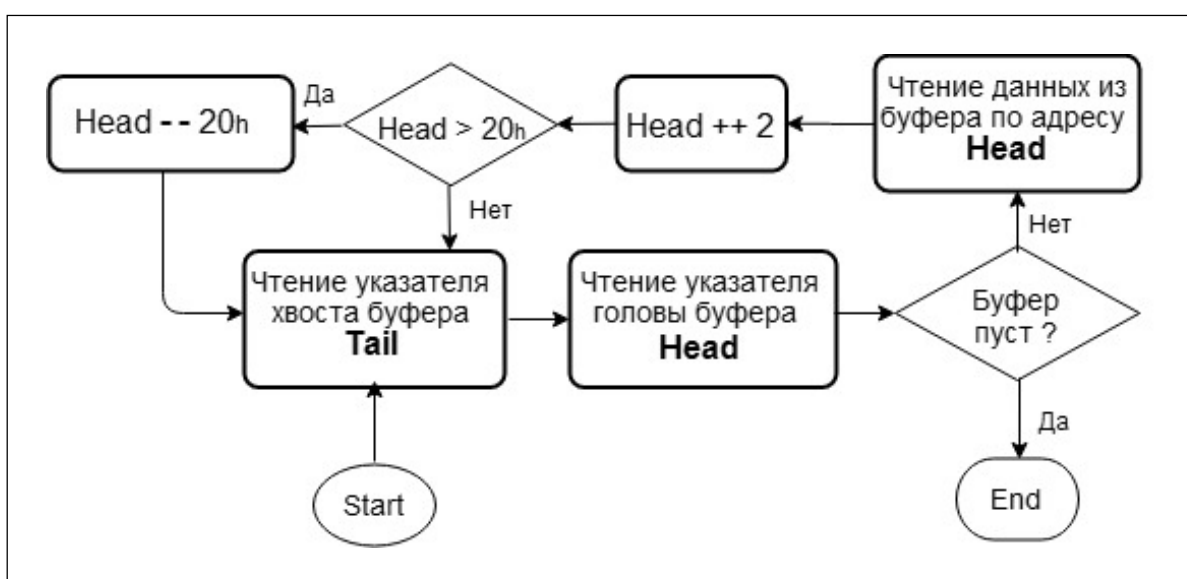 Head - - 20h
Да
Head > 20h
Head ++ 2
Чтение данных из
буфера по адресу
Head
Нет
Нет
Чтение указателя
хвоста буфера
Tail
Чтение указателя
головы буфера
Head
Буфер
пуст ?
Да
Start
End